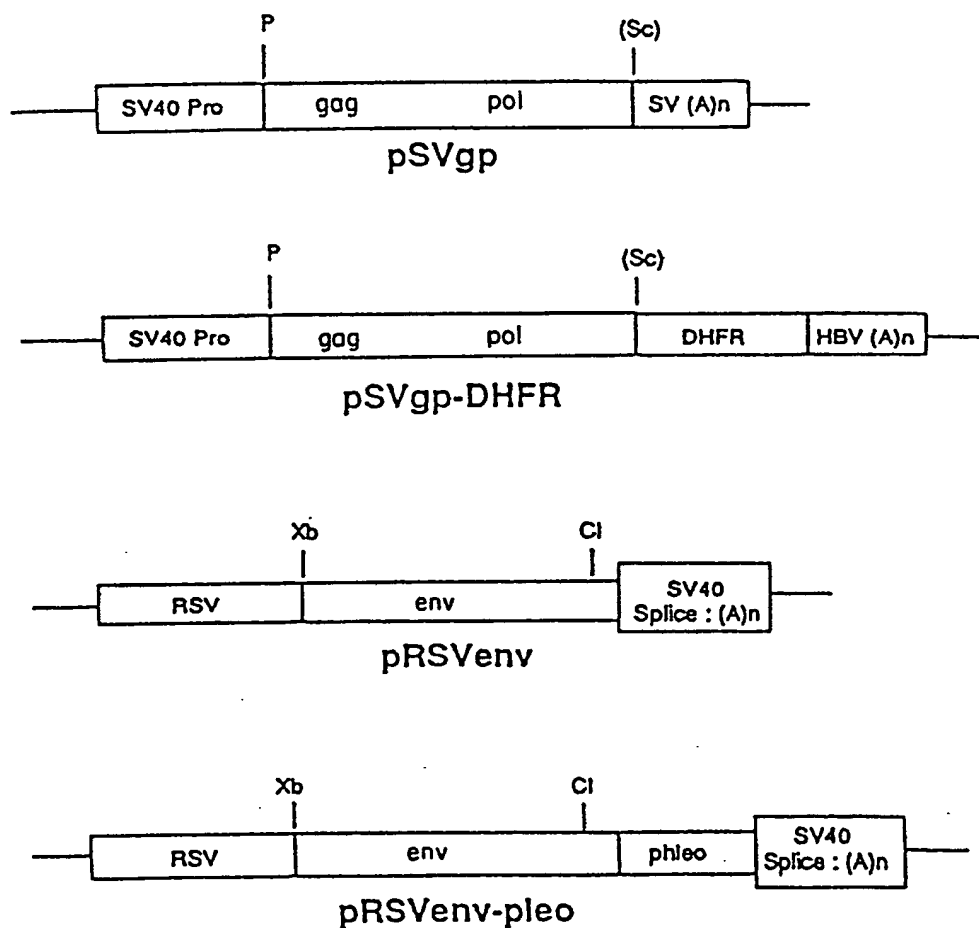 P (Sc)
SV40 Pro gag pol SV (A)n
pSVgp
P (Sc)
SV40 Pro gag pol DHFR HBV (A)n
pSVgp-DHFR
Xb Cl
RSV env SV40
Splice : (A)n
pRSVenv
Xb Cl
RSV env phleo SV40
Splice : (A)n
pRSVenv-pleo